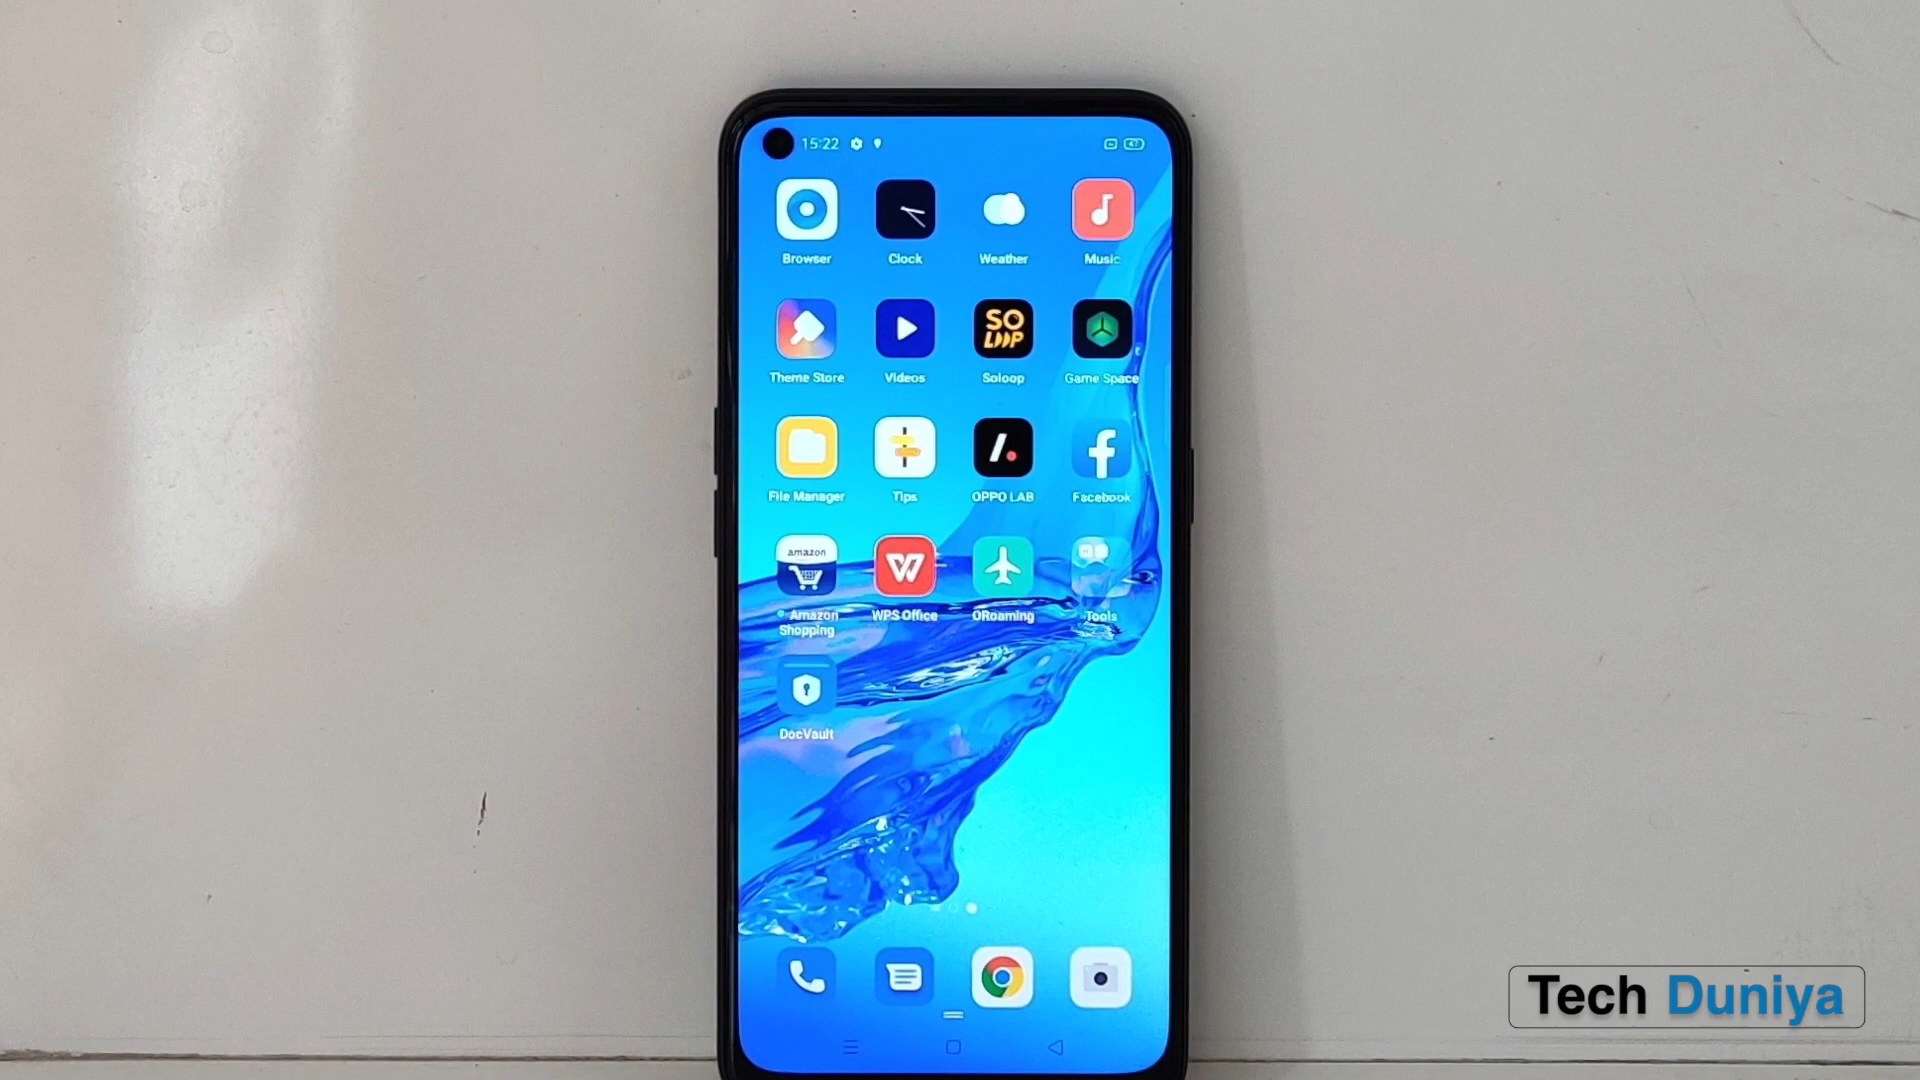 15:22
47
Browser Clock Weather Music
SO
LOOP
Theme Store Videos Soloop Game Space
File Manager Tips OPPO LAB Facebook
amazon
Amazon WPS Office ORoaming Tools
Shopping
DocVault
Tech Duniya